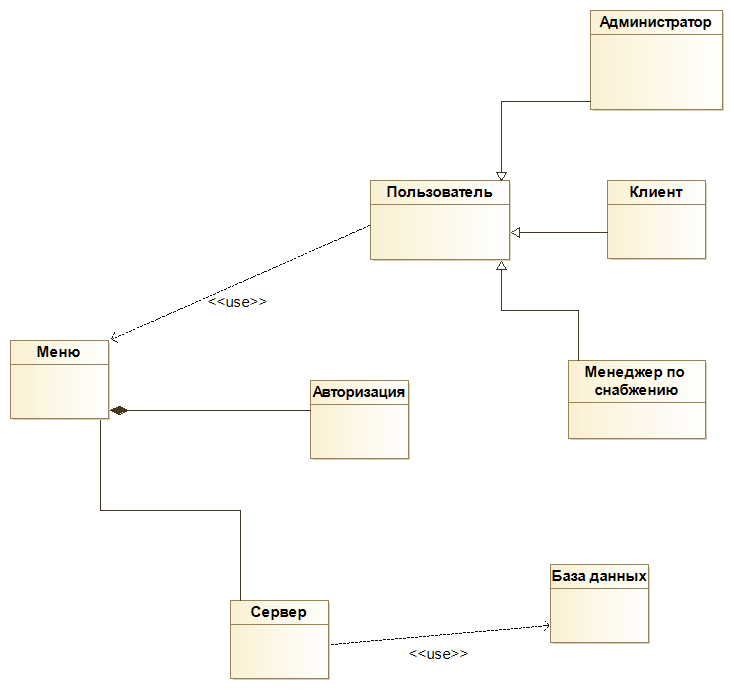 Администратор
Пользователь
Клиент
<<use>>
Меню
Менеджер по
снабжению
Авторизация
База данных
Сервер
<<use>>